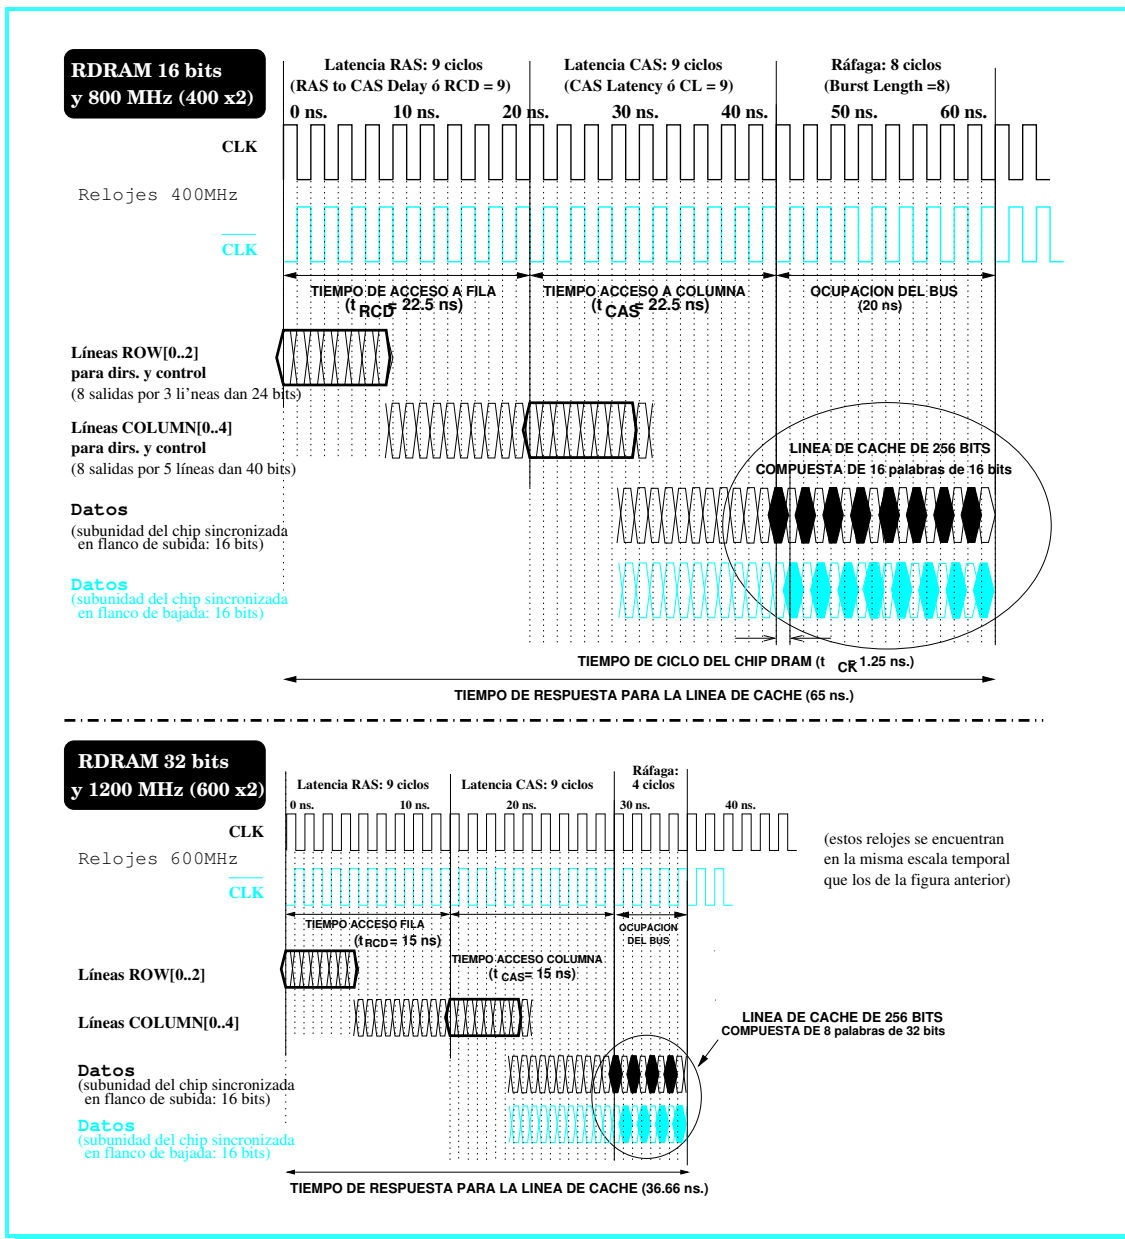 RDRAM 16 bits
y 800 MHz (400 x2)
Latencia RAS: 9 ciclos
(RAS to CAS Delay ó RCD = 9)
Latencia CAS: 9 ciclos
(CAS Latency ó CL = 9)
Ráfaga: 8 ciclos
(Burst Length =8)
0 ns. 10 ns. 20 ns. 30 ns. 40 ns. 50 ns. 60 ns.
CLK
Relojes 400MHz
CLK
TIEMPO DE ACCESO A FILA
(t RCD = 22.5 ns)
TIEMPO ACCESO A COLUMNA
(t CAS = 22.5 ns)
OCUPACION DEL BUS
(20 ns)
Líneas ROW[0..2]
para dirs. y control
(8 salidas por 3 li'neas dan 24 bits)
Líneas COLUMN[0..4]
para dirs. y control
(8 salidas por 5 líneas dan 40 bits)
LINEA DE CACHE DE 256 BITS
COMPUESTA DE 16 palabras de 16 bits
Datos
(subunidad del chip sincronizada
en flanco de subida: 16 bits)
Datos
(subunidad del chip sincronizada
en flanco de bajada: 16 bits)
TIEMPO DE CICLO DEL CHIP DRAM (t CK = 1.25 ns.)
TIEMPO DE RESPUESTA PARA LA LINEA DE CACHE (65 ns.)
RDRAM 32 bits
y 1200 MHz (600 x2)
Latencia RAS: 9 ciclos
Latencia CAS: 9 ciclos
Ráfaga:
4 ciclos
0 ns. 10 ns. 20 ns. 30 ns. 40 ns.
CLK
Relojes 600MHz
CLK
(estos relojes se encuentran
en la misma escala temporal
que los de la figura anterior)
TIEMPO ACCESO FILA
(t RCD = 15 ns)
TIEMPO ACCESO COLUMNA
(t CAS = 15 ns)
OCUPACION
DEL BUS
Líneas ROW[0..2]
Líneas COLUMN[0..4]
LINEA DE CACHE DE 256 BITS
COMPUESTA DE 8 palabras de 32 bits
Datos
(subunidad del chip sincronizada
en flanco de subida: 16 bits)
Datos
(subunidad del chip sincronizada
en flanco de bajada: 16 bits)
TIEMPO DE RESPUESTA PARA LA LINEA DE CACHE (36.66 ns.)